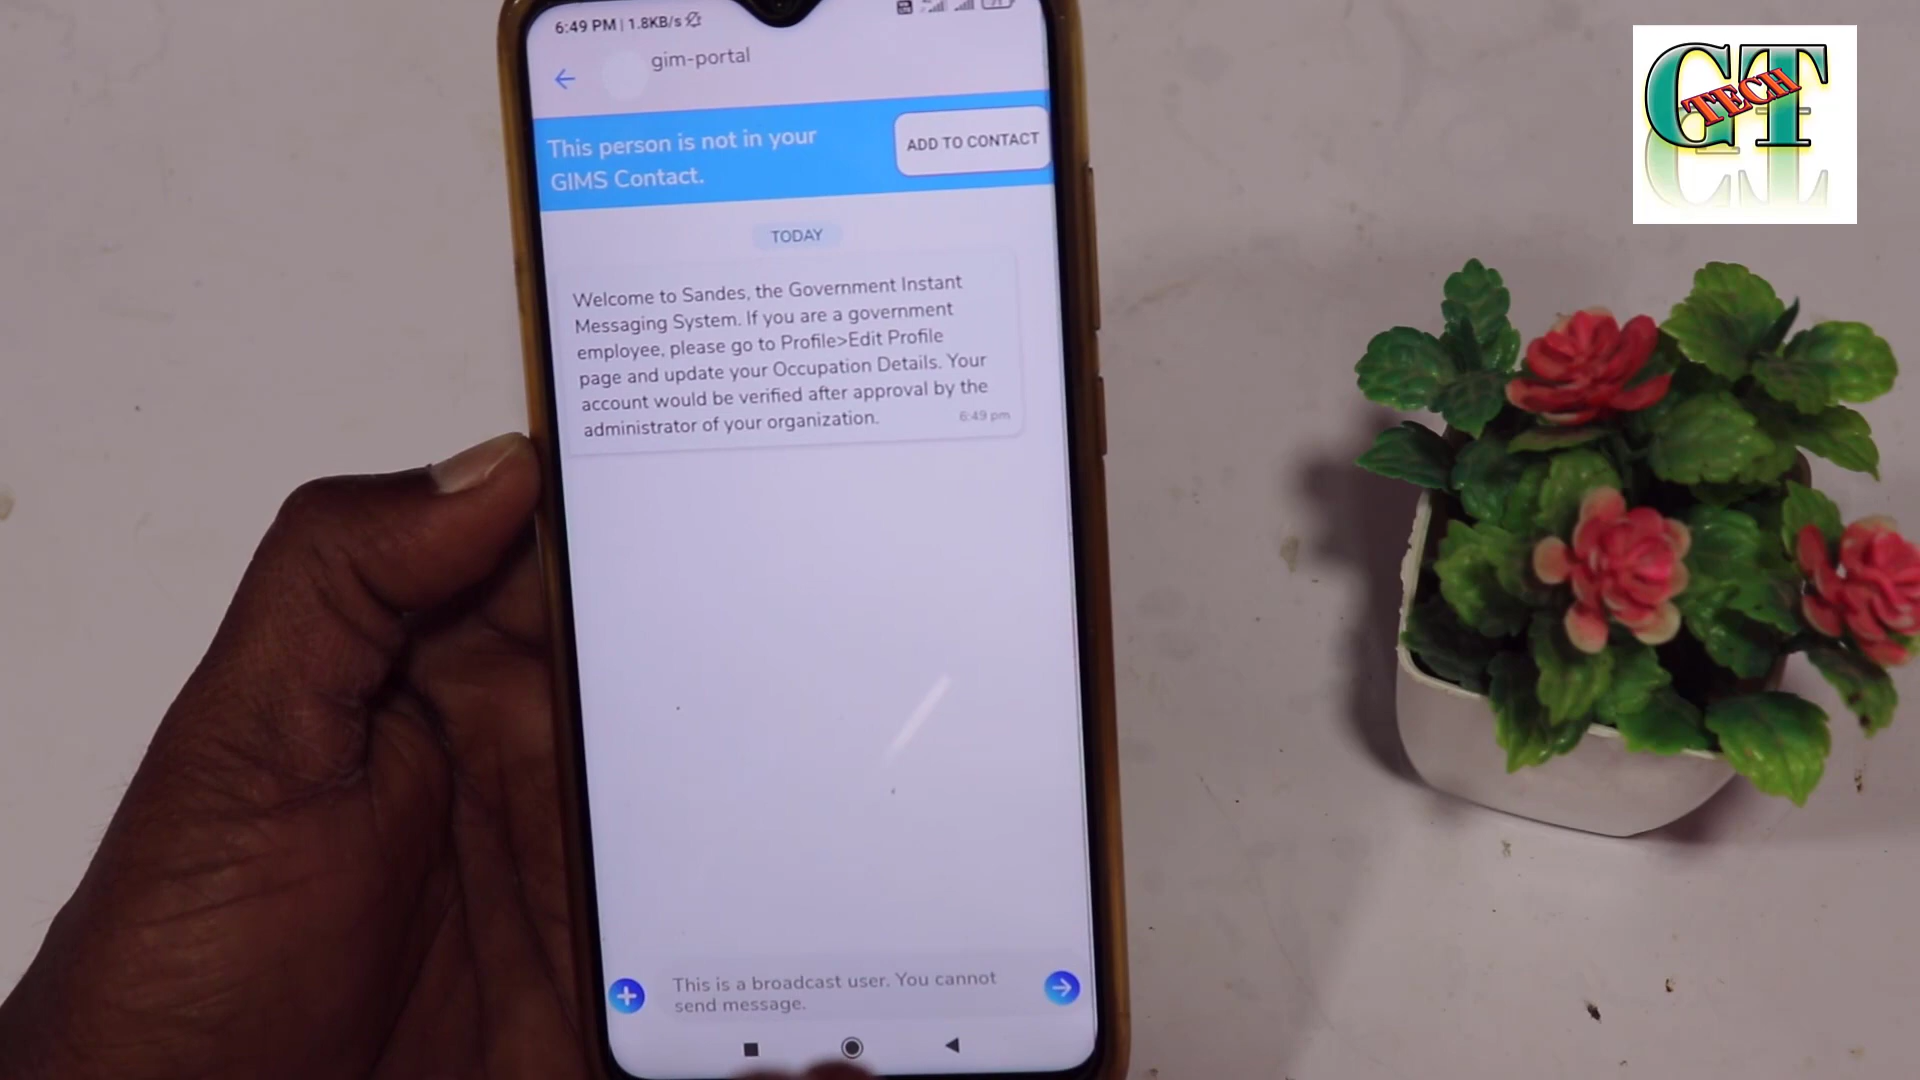 6:49 PM | 1.8KB/s
gim-portal
This person is not in your
GIMS Contact.
ADD TO CONTACT
TODAY
Welcome to Sandes, the Government Instant
Messaging System. If you are a government
employee, please go to Profile>Edit Profile
page and update your Occupation Details. Your
account would be verified after approval by the
administrator of your organization.
6:49 pm
This is a broadcast user. You cannot
send message.
GT
TECH